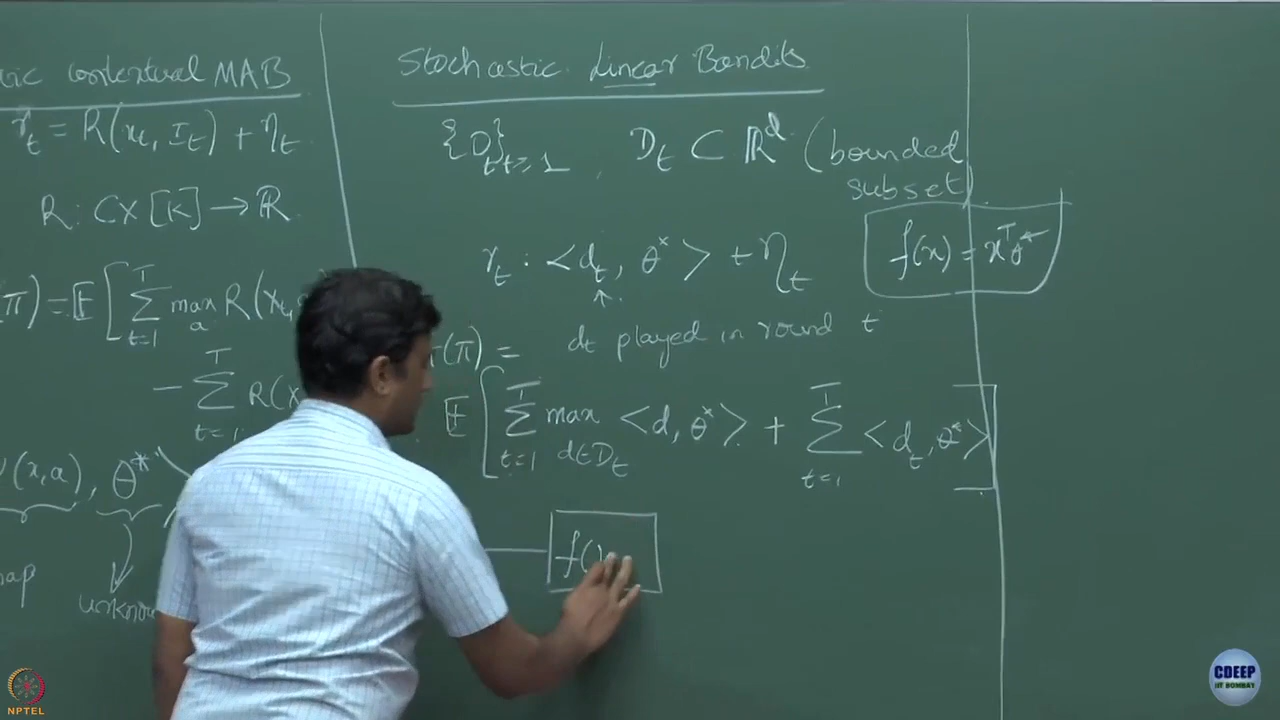 contextual MAB
r_t = R(x_t, I_t) + η_t
R : C × [K] → ℝ
(π) = E [ Σ_{t=1}^{T} max_a R(x_t,
- Σ_{t=1}^{T} R(x
(x, a), θ*
map
unknow
Stochastic Linear Bandits
{D_t}_{t≥1} , D_t ⊂ ℝ^d (bounded
subset)
f(x) = x^T θ*
r_t : <d_t, θ*> + η_t
d_t played in round t
(π) =
E [ Σ_{t=1}^{T} max_{d∈D_t} <d, θ*> + Σ_{t=1}^{T} <d_t, θ*> ]
f(
NPTEL
CDEEP
IIT BOMBAY